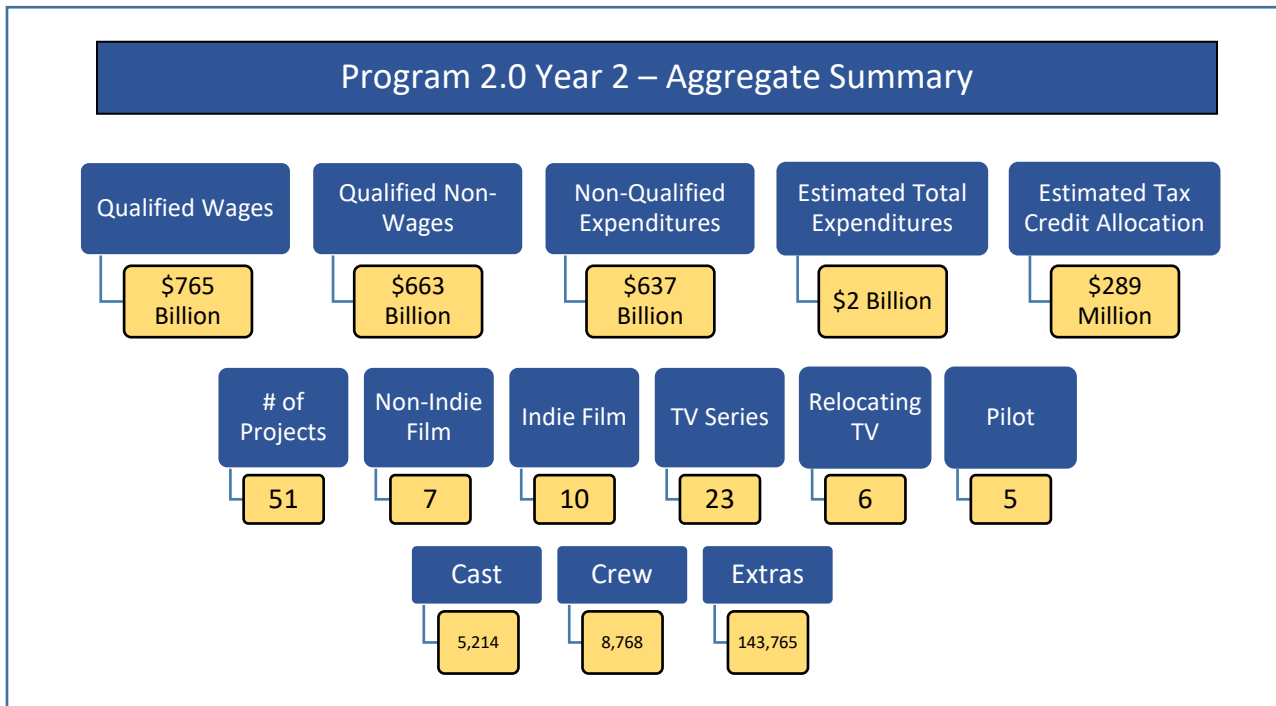 Program 2.0 Year 2 – Aggregate Summary
Qualified Wages
$765
Billion
Qualified Non-
Wages
$663
Billion
Non-Qualified
Expenditures
$637
Billion
Estimated Total
Expenditures
$2 Billion
Estimated Tax
Credit Allocation
$289
Million
# of
Projects
51
Non-Indie
Film
7
Indie Film
10
TV Series
23
Relocating
TV
6
Pilot
5
Cast
5,214
Crew
8,768
Extras
143,765